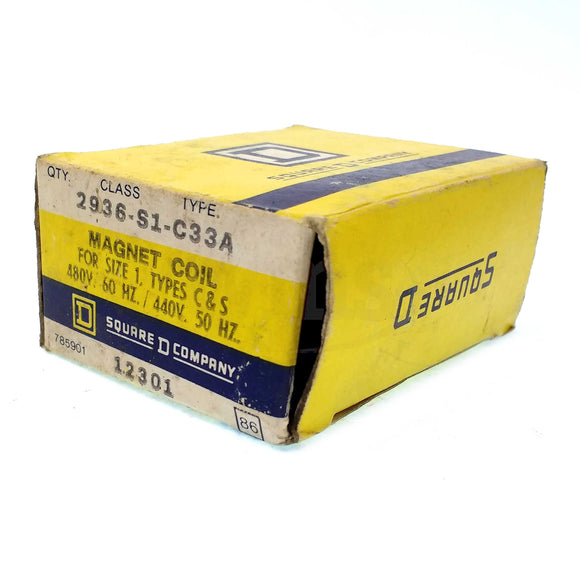 QTY. CLASS TYPE.
2936-S1-C33A
MAGNET COIL
FOR SIZE 1, TYPES C & S
480V. 60 HZ./440V. 50 HZ.
D SQUARE D COMPANY
785901
12301
86
D
SQUARE D COMPANY
SQUARE D